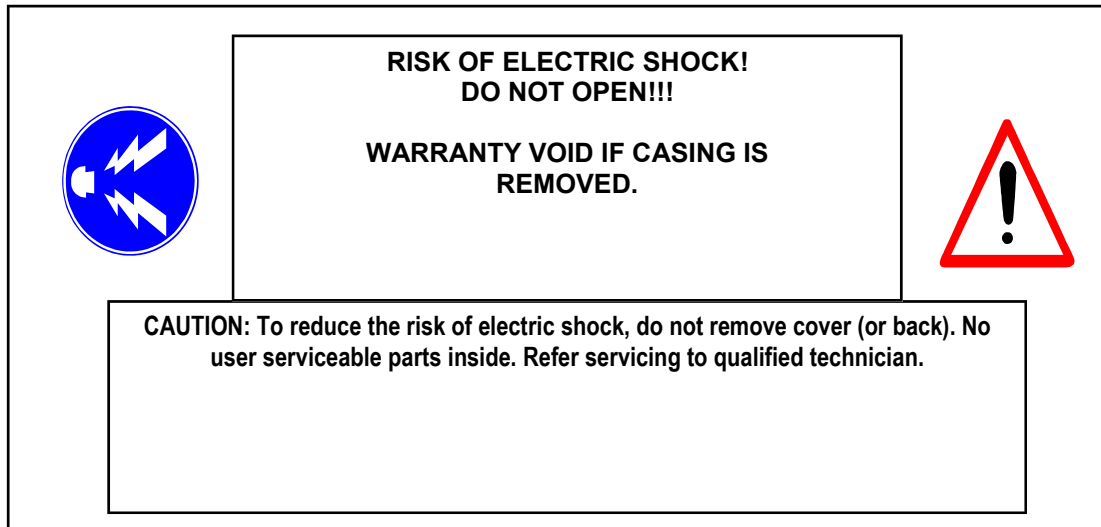 RISK OF ELECTRIC SHOCK!
DO NOT OPEN!!!
WARRANTY VOID IF CASING IS
REMOVED.
CAUTION: To reduce the risk of electric shock, do not remove cover (or back). No
user serviceable parts inside. Refer servicing to qualified technician.